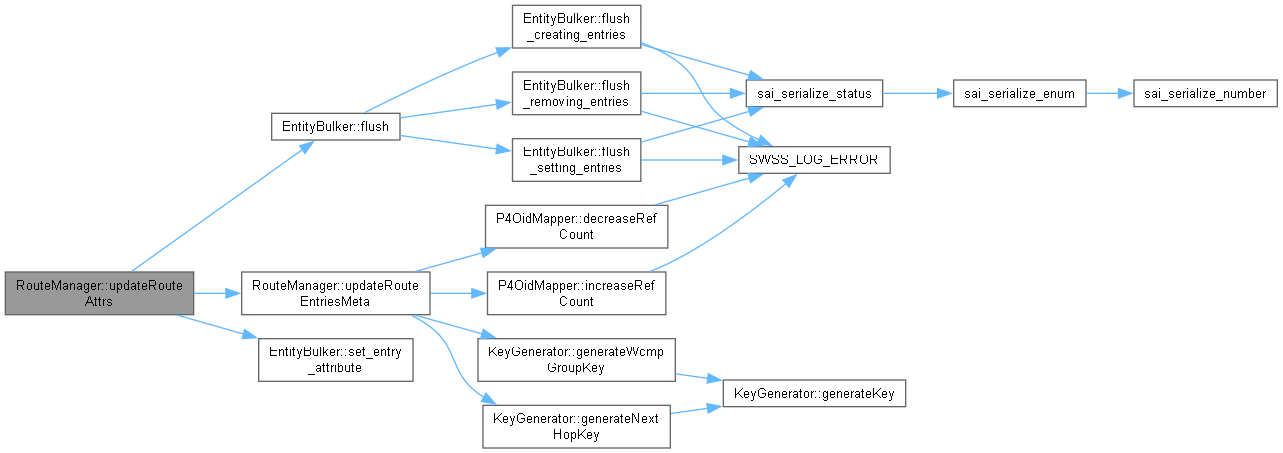 EntityBulker::flush
_creating_entries
EntityBulker::flush
_removing_entries
sai_serialize_status
sai_serialize_enum
sai_serialize_number
EntityBulker::flush
EntityBulker::flush
_setting_entries
SWSS_LOG_ERROR
P4OidMapper::decreaseRef
Count
RouteManager::updateRoute
Attrs
RouteManager::updateRoute
EntriesMeta
P4OidMapper::increaseRef
Count
EntityBulker::set_entry
_attribute
KeyGenerator::generateWcmp
GroupKey
KeyGenerator::generateKey
KeyGenerator::generateNext
HopKey